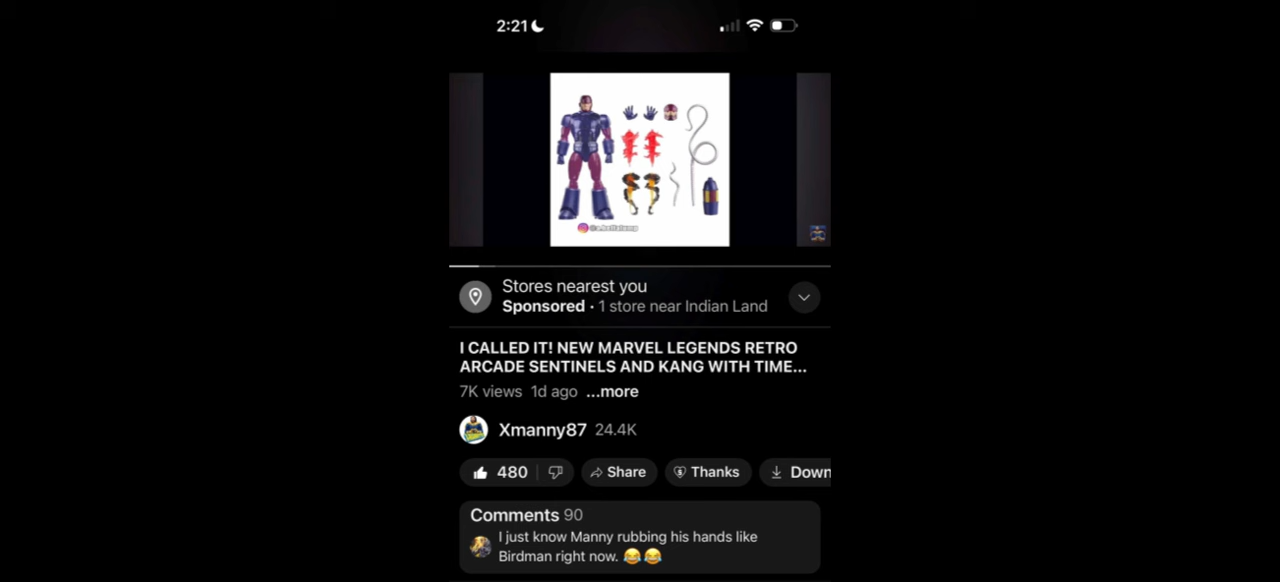 2:21
Stores nearest you
Sponsored · 1 store near Indian Land
I CALLED IT! NEW MARVEL LEGENDS RETRO
ARCADE SENTINELS AND KANG WITH TIME...
7K views 1d ago ...more
Xmanny87 24.4K
480 Share Thanks Down
Comments 90
I just know Manny rubbing his hands like
Birdman right now. 😂😂